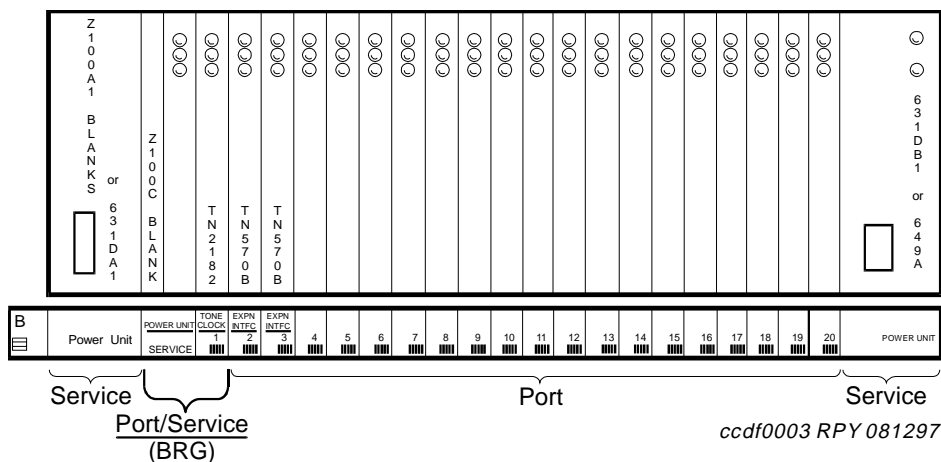 Z100A1 BLANKS
or
631DA1
Z100C BLANK
TN2182
TN570B
TN570B
631DB1
or
649A
B
Power Unit
POWER UNIT
SERVICE
TONE
CLOCK
1
EXPN
INTFC
2
EXPN
INTFC
3
4
5
6
7
8
9
10
11
12
13
14
15
16
17
18
19
20
POWER UNIT
Service
Port/Service
(BRG)
Port
Service
ccdf0003 RPY 081297